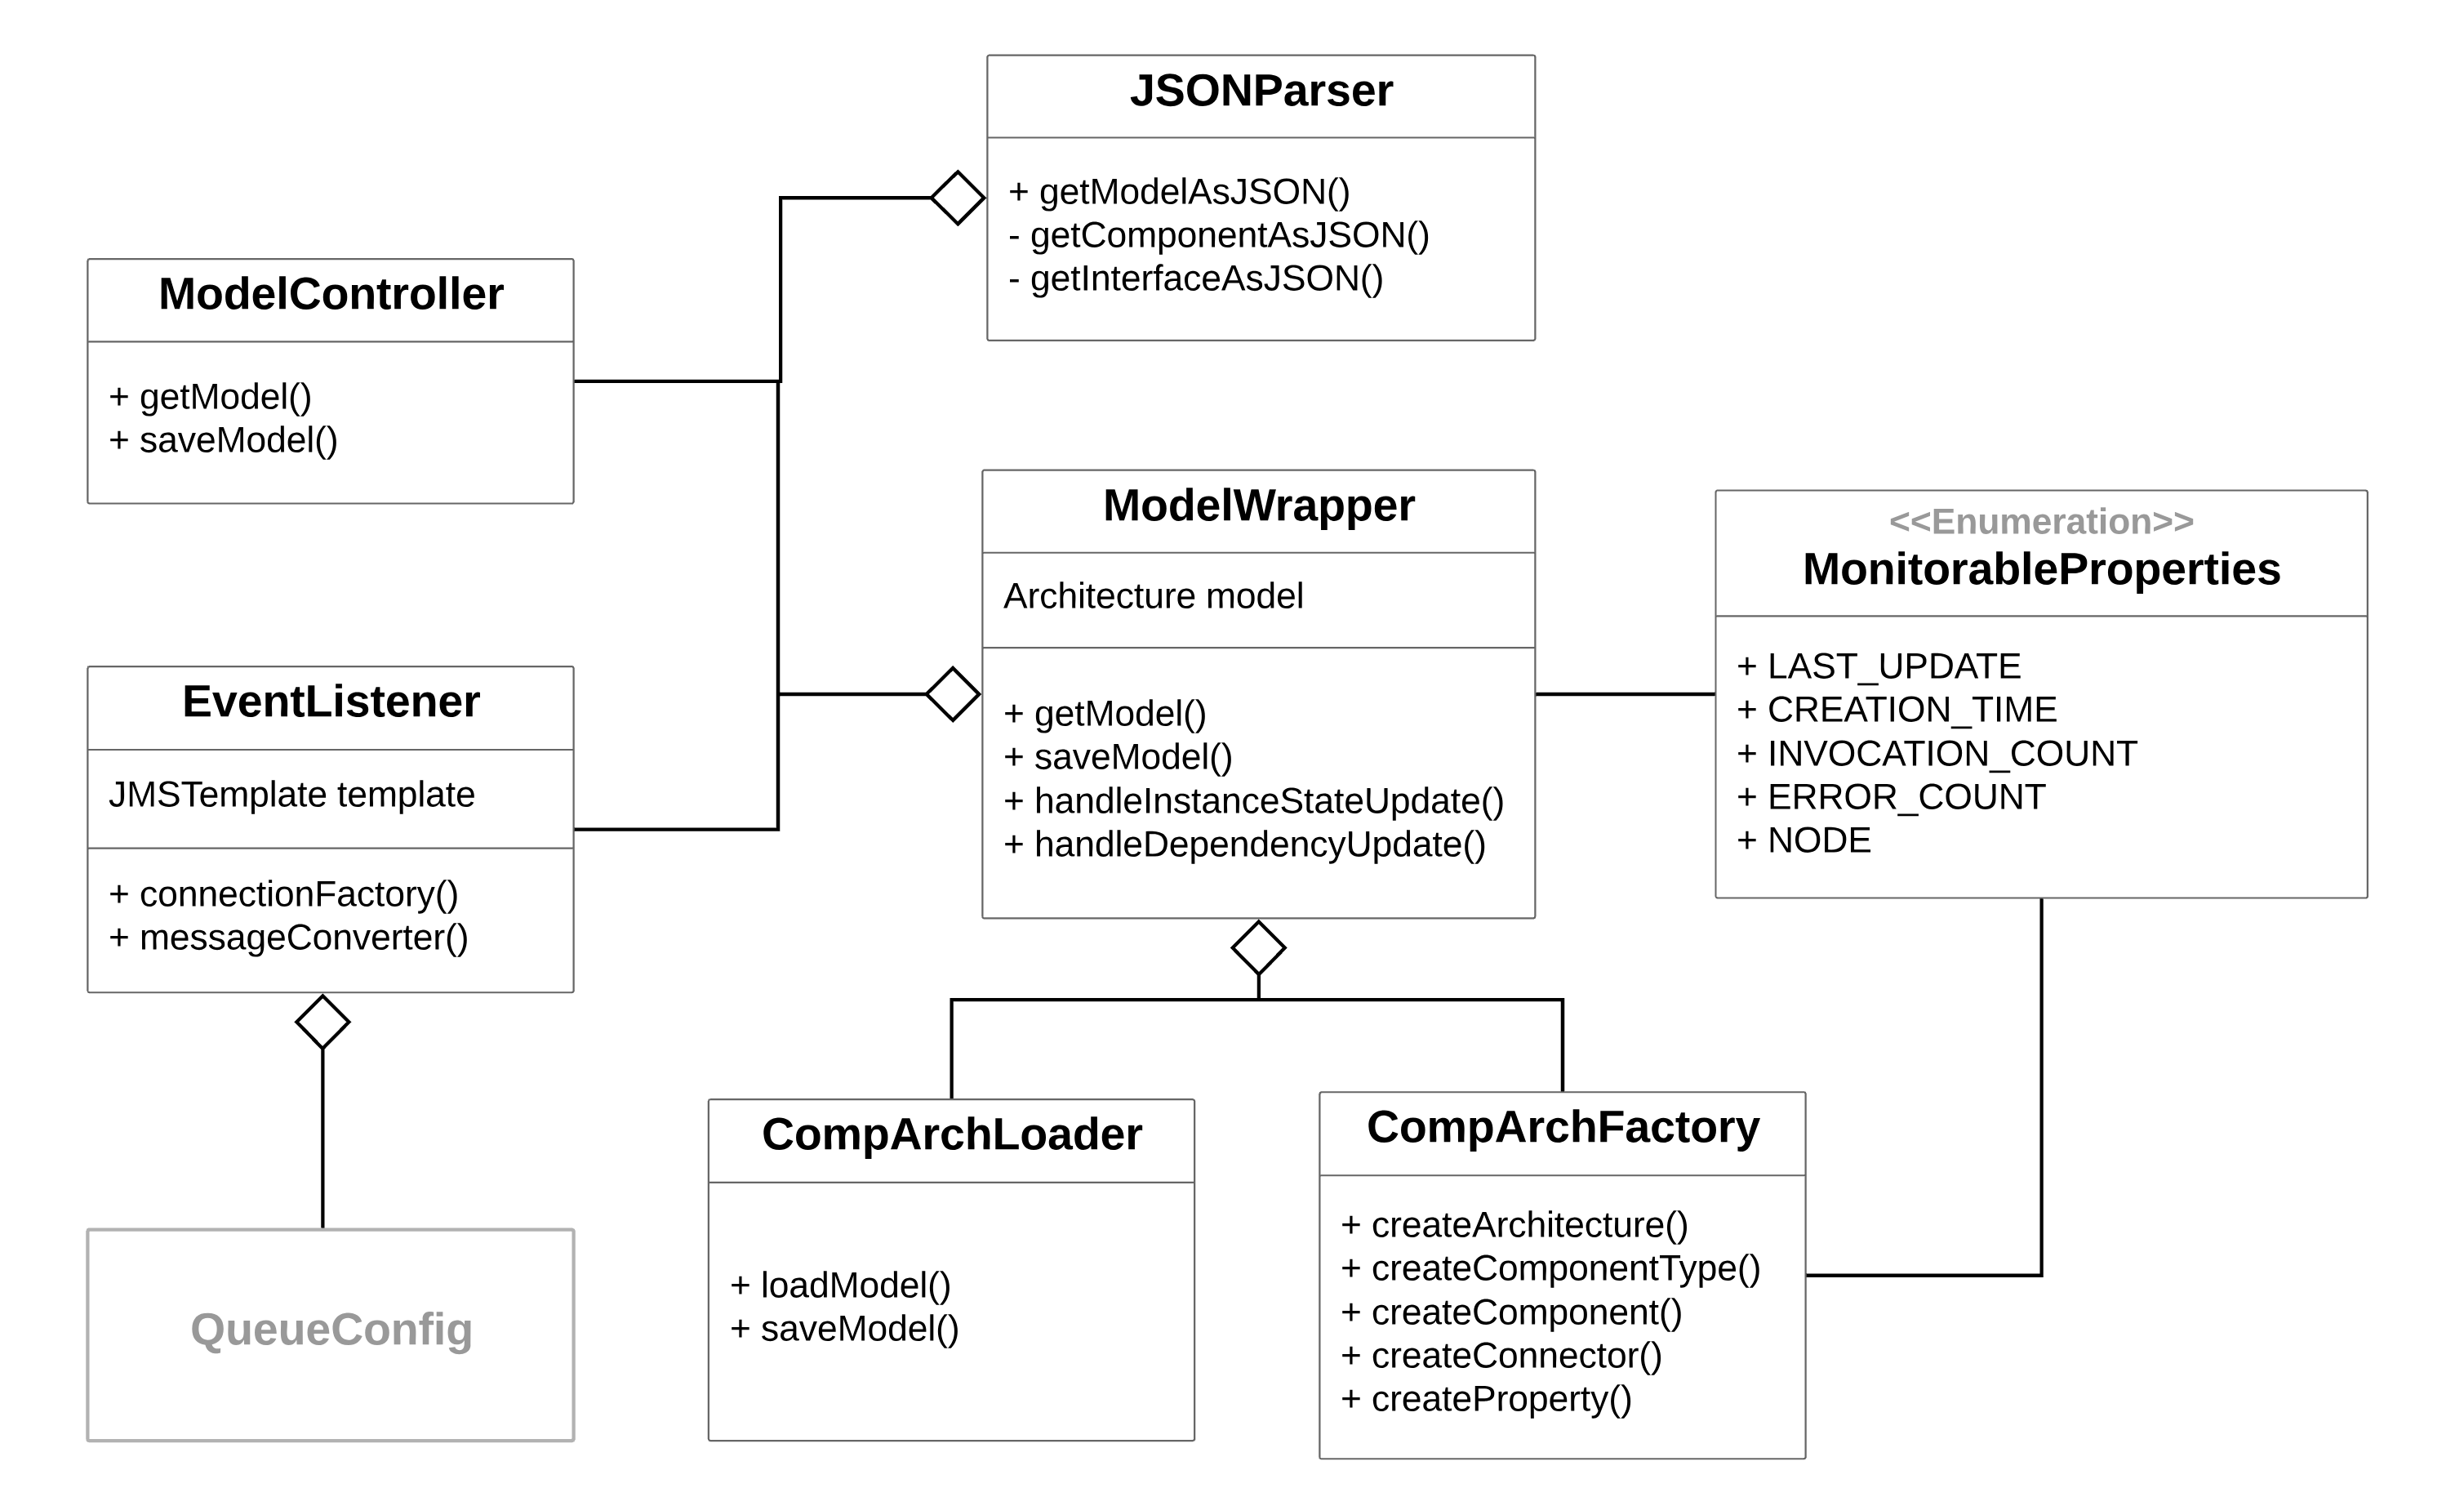 JSONParser
+ getModelAsJSON()
- getComponentAsJSON()
- getInterfaceAsJSON()
ModelController
+ getModel()
+ saveModel()
ModelWrapper
Architecture model
+ getModel()
+ saveModel()
+ handleInstanceStateUpdate()
+ handleDependencyUpdate()
<<Enumeration>>
MonitorableProperties
+ LAST_UPDATE
+ CREATION_TIME
+ INVOCATION_COUNT
+ ERROR_COUNT
+ NODE
EventListener
JMSTemplate template
+ connectionFactory()
+ messageConverter()
QueueConfig
CompArchLoader
+ loadModel()
+ saveModel()
CompArchFactory
+ createArchitecture()
+ createComponentType()
+ createComponent()
+ createConnector()
+ createProperty()